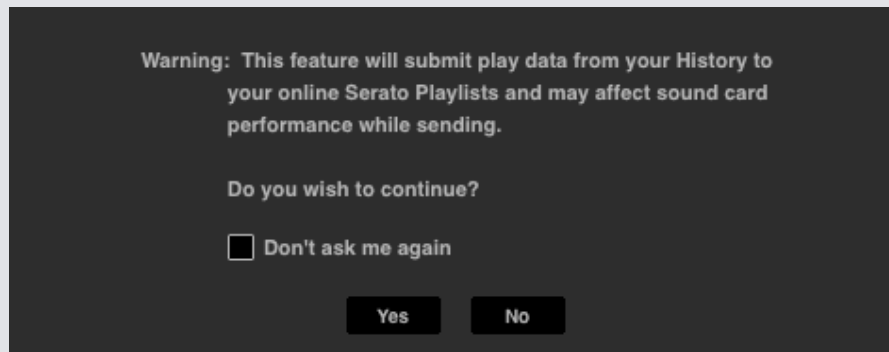 Warning: This feature will submit play data from your History to
your online Serato Playlists and may affect sound card
performance while sending.
Do you wish to continue?
Don't ask me again
Yes No